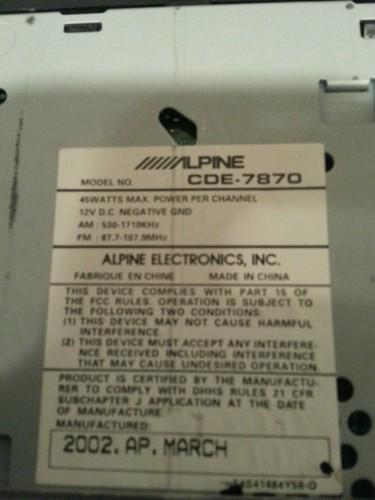 ALPINE
MODEL NO. CDE-7870
45WATTS MAX. POWER PER CHANNEL
12V D.C. NEGATIVE GND
AM : 530-1710KHz
FM : 87.7-107.9MHz
ALPINE ELECTRONICS, INC.
FABRIQUE EN CHINE MADE IN CHINA
THIS DEVICE COMPLIES WITH PART 15 OF
THE FCC RULES. OPERATION IS SUBJECT TO
THE FOLLOWING TWO CONDITIONS:
(1) THIS DEVICE MAY NOT CAUSE HARMFUL
INTERFERENCE.
(2) THIS DEVICE MUST ACCEPT ANY INTERFERE-
NCE RECEIVED INCLUDING INTERFERENCE
THAT MAY CAUSE UNDESIRED OPERATION.
PRODUCT IS CERTIFIED BY THE MANUFACTU-
RER TO COMPLY WITH DHHS RULES 21 CFR
SUBCHAPTER J APPLICATION AT THE DATE
OF MANUFACTURE.
MANUFACTURED:
2002. AP. MARCH